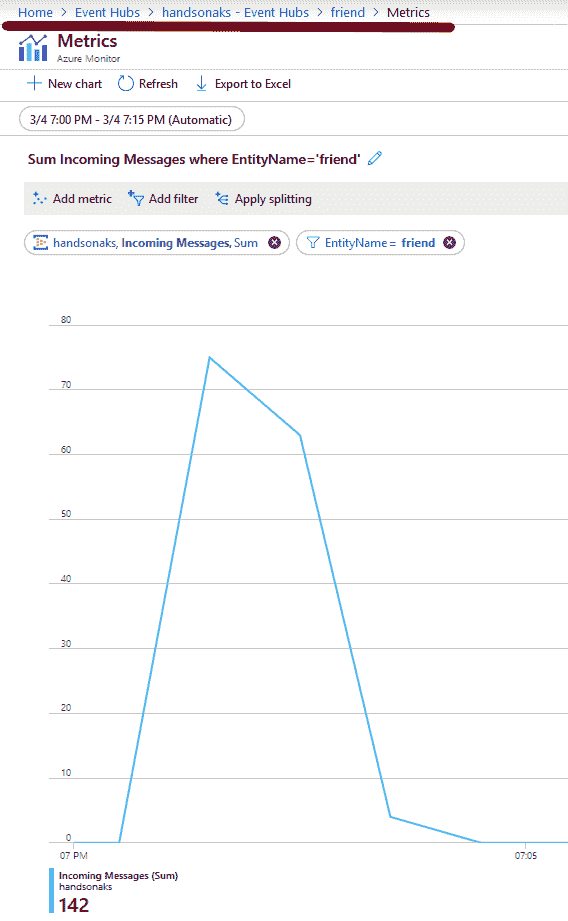 Home > Event Hubs > handsonaks - Event Hubs > friend > Metrics
Metrics
Azure Monitor
New chart Refresh Export to Excel
3/4 7:00 PM - 3/4 7:15 PM (Automatic)
Sum Incoming Messages where EntityName='friend'
Add metric Add filter Apply splitting
handsonaks, Incoming Messages, Sum EntityName = friend
80
70
60
50
40
30
20
10
0
07 PM 07:05
Incoming Messages (Sum)
handsonaks
142